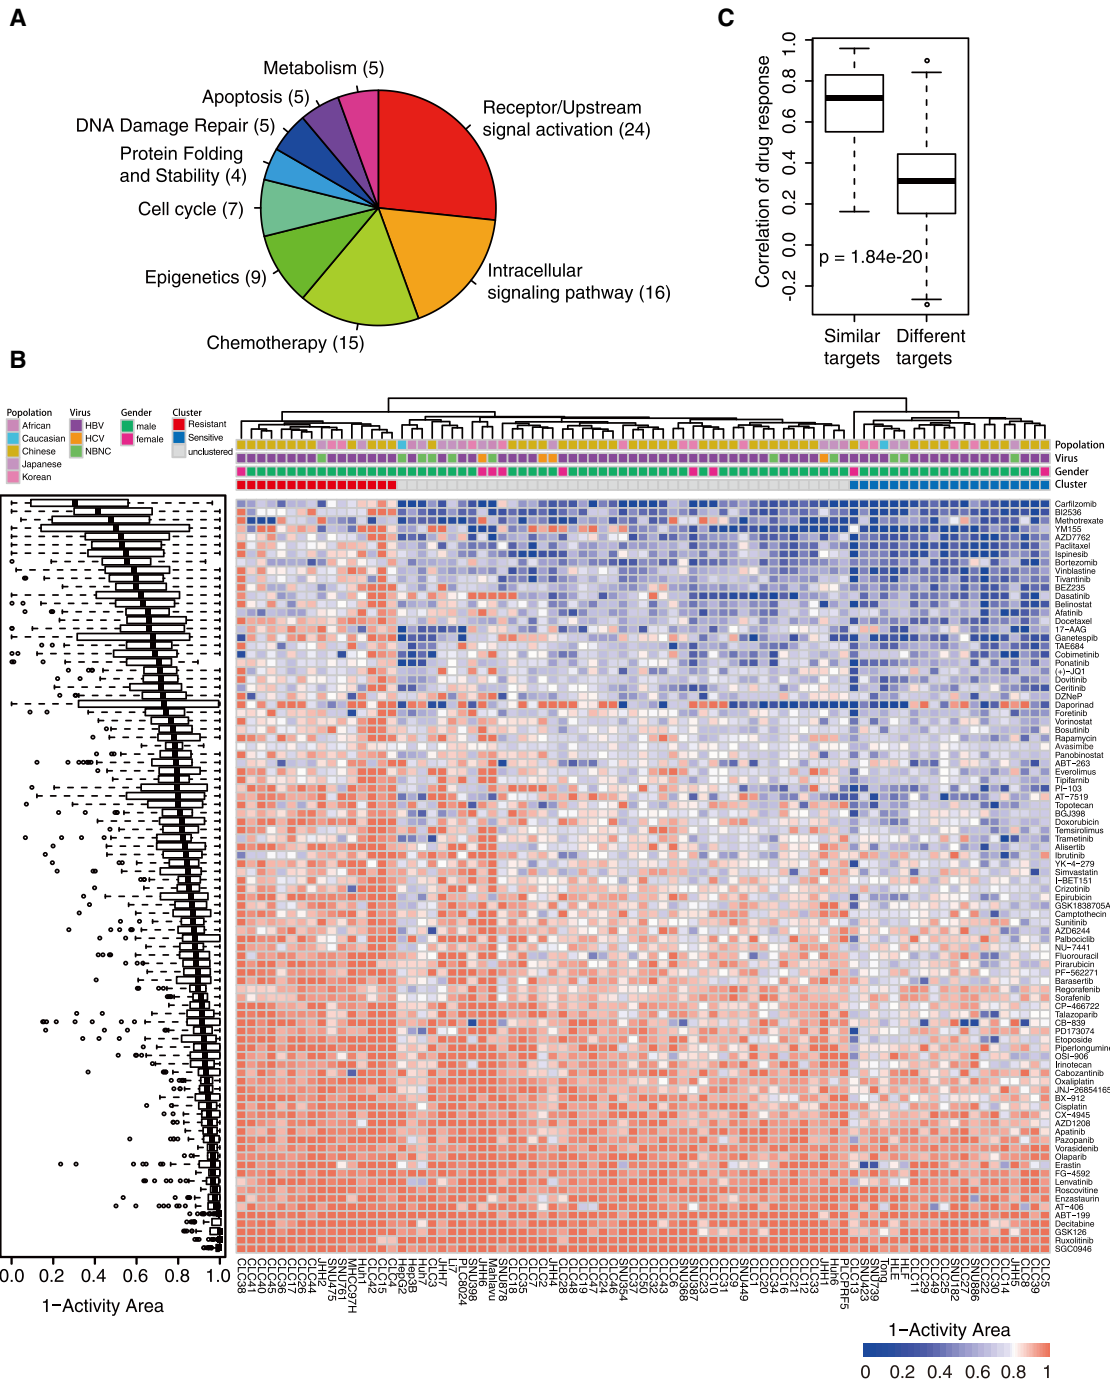 A
Metabolism (5)
Apoptosis (5)
DNA Damage Repair (5)
Protein Folding
and Stability (4)
Cell cycle (7)
Epigenetics (9)
Chemotherapy (15)
Receptor/Upstream
signal activation (24)
Intracellular
signaling pathway (16)
C
Correlation of drug response
1.0
0.8
0.6
0.4
0.2
0.0
-0.2
p = 1.84e-20
Similar
targets
Different
targets
B
Popolation
African
Caucasian
Chinese
Japanese
Korean
Virus
HBV
HCV
NBNC
Gender
male
female
Cluster
Resistant
Sensitive
unclustered
Popolation
Virus
Gender
Cluster
Carfilzomib
BI2536
Methotrexate
YM155
AZD7762
Paclitaxel
Ispinesib
Bortezomib
Vinblastine
Tivantinib
BEZ235
Dasatinib
Belinostat
Afatinib
Docetaxel
17-AAG
Ganetespib
TAE684
Cobimetinib
Ponatinib
(+)-JQ1
Dovitinib
Ceritinib
DZNeP
Daporinad
Foretinib
Vorinostat
Bosutinib
Rapamycin
Avasimibe
Panobinostat
ABT-263
Everolimus
Tipifarnib
PI-103
AT-7519
Topotecan
BGJ398
Doxorubicin
Temsirolimus
Trametinib
Alisertib
Ibrutinib
YK-4-279
Simvastatin
I-BET151
Crizotinib
Epirubicin
GSK1838705A
Camptothecin
Sunitinib
AZD6244
Palbociclib
NU-7441
Fluorouracil
Pirarubicin
PF-562271
Barasertib
Regorafenib
Sorafenib
CP-466722
Talazoparib
CB-839
PD173074
Etoposide
Piperlongumine
OSI-906
Irinotecan
Cabozantinib
Oxaliplatin
JNJ-26854165
BX-912
Cisplatin
CX-4945
AZD1208
Apatinib
Pazopanib
Vorasidenib
Olaparib
Erastin
FG-4592
Lenvatinib
Roscovitine
Enzastaurin
AT-406
ABT-199
Decitabine
GSK126
Ruxolitinib
SGC0946
0.0 0.2 0.4 0.6 0.8 1.0
1-Activity Area
1-Activity Area
0 0.2 0.4 0.6 0.8 1